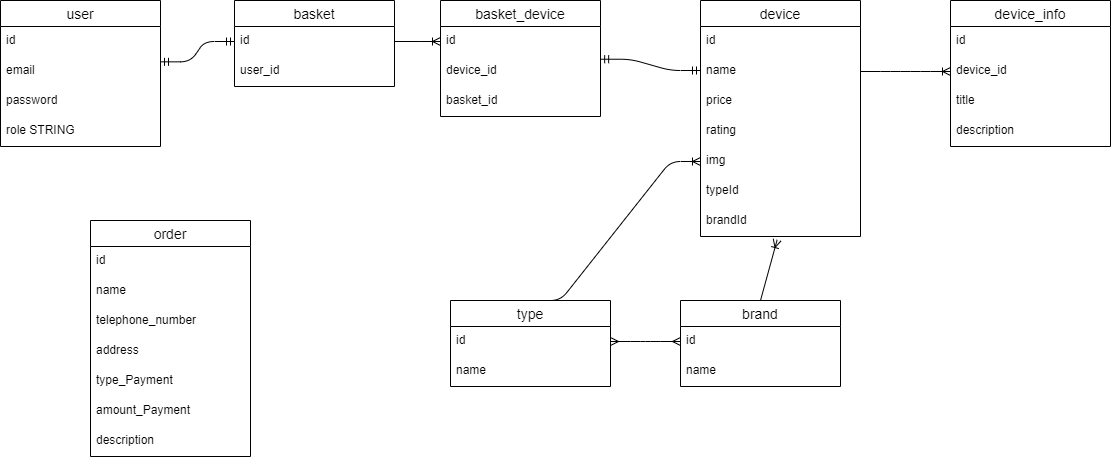 user
id
email
password
role STRING
basket
id
user_id
basket_device
id
device_id
basket_id
device
id
name
price
rating
img
typeId
brandId
device_info
id
device_id
title
description
order
id
name
telephone_number
address
type_Payment
amount_Payment
description
type
id
name
brand
id
name